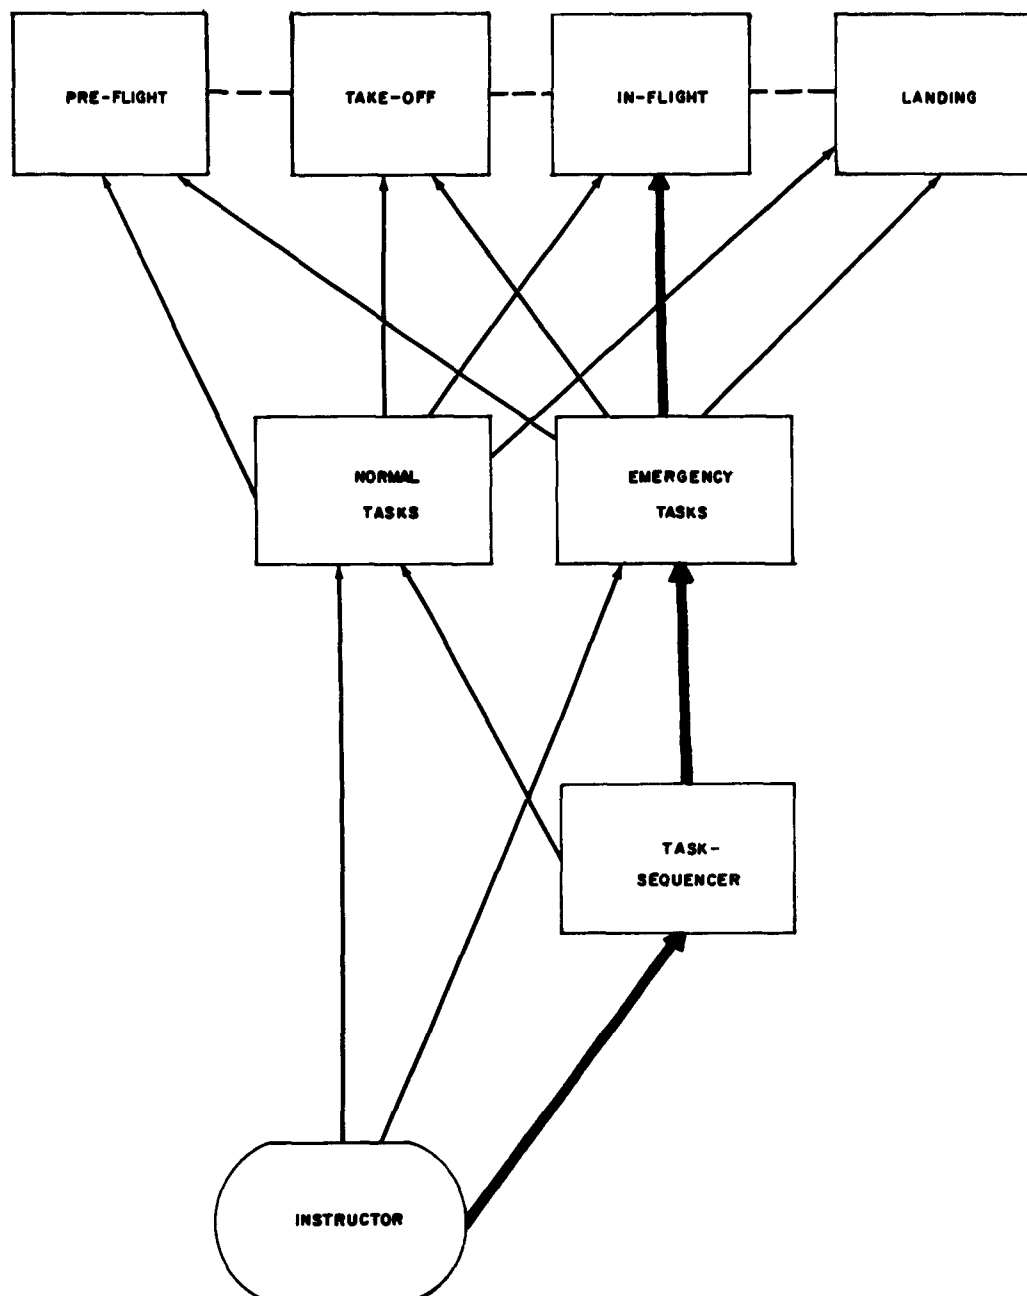 PRE-FLIGHT
TAKE-OFF
IN-FLIGHT
LANDING
NORMAL
TASKS
EMERGENCY
TASKS
TASK-
SEQUENCER
INSTRUCTOR